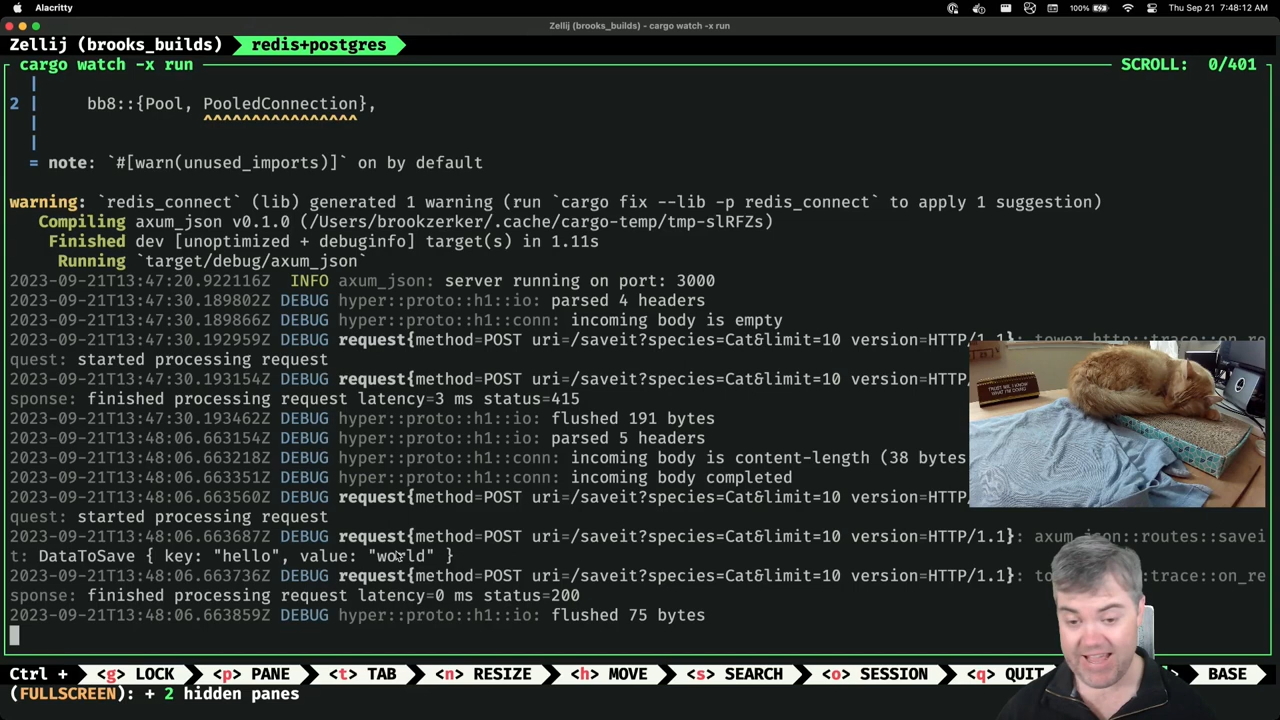 Alacritty
100%
Thu Sep 21 7:48:12 AM
Zellij (brooks_builds) - cargo watch -x run
Zellij (brooks_builds) redis+postgres
cargo watch -x run SCROLL: 0/401
|
2 | bb8::{Pool, PooledConnection},
| ^^^^^^^^^^^^^^^^
|
= note: `#[warn(unused_imports)]` on by default
warning: `redis_connect` (lib) generated 1 warning (run `cargo fix --lib -p redis_connect` to apply 1 suggestion)
Compiling axum_json v0.1.0 (/Users/brookzerker/.cache/cargo-temp/tmp-slRFZs)
Finished dev [unoptimized + debuginfo] target(s) in 1.11s
Running `target/debug/axum_json`
2023-09-21T13:47:20.922116Z INFO axum_json: server running on port: 3000
2023-09-21T13:47:30.189802Z DEBUG hyper::proto::h1::io: parsed 4 headers
2023-09-21T13:47:30.189866Z DEBUG hyper::proto::h1::conn: incoming body is empty
2023-09-21T13:47:30.192959Z DEBUG request{method=POST uri=/saveit?species=Cat&limit=10 version=HTTP/1.1}: tower_http::trace::on_re
quest: started processing request
2023-09-21T13:47:30.193154Z DEBUG request{method=POST uri=/saveit?species=Cat&limit=10 version=HTTP/
sponse: finished processing request latency=3 ms status=415
2023-09-21T13:47:30.193462Z DEBUG hyper::proto::h1::io: flushed 191 bytes
2023-09-21T13:48:06.663154Z DEBUG hyper::proto::h1::io: parsed 5 headers
2023-09-21T13:48:06.663218Z DEBUG hyper::proto::h1::conn: incoming body is content-length (38 bytes
2023-09-21T13:48:06.663351Z DEBUG hyper::proto::h1::conn: incoming body completed
2023-09-21T13:48:06.663560Z DEBUG request{method=POST uri=/saveit?species=Cat&limit=10 version=HTTP/
quest: started processing request
2023-09-21T13:48:06.663687Z DEBUG request{method=POST uri=/saveit?species=Cat&limit=10 version=HTTP/1.1}: axum_json::routes::savei
t: DataToSave { key: "hello", value: "world" }
2023-09-21T13:48:06.663736Z DEBUG request{method=POST uri=/saveit?species=Cat&limit=10 version=HTTP/1.1}: to ::trace::on_re
sponse: finished processing request latency=0 ms status=200
2023-09-21T13:48:06.663859Z DEBUG hyper::proto::h1::io: flushed 75 bytes
TRUST ME, I KNOW
WHAT I'M DOING
Ctrl + <g> LOCK <p> PANE <t> TAB <n> RESIZE <h> MOVE <s> SEARCH <o> SESSION <q> QUIT BASE
(FULLSCREEN): + 2 hidden panes